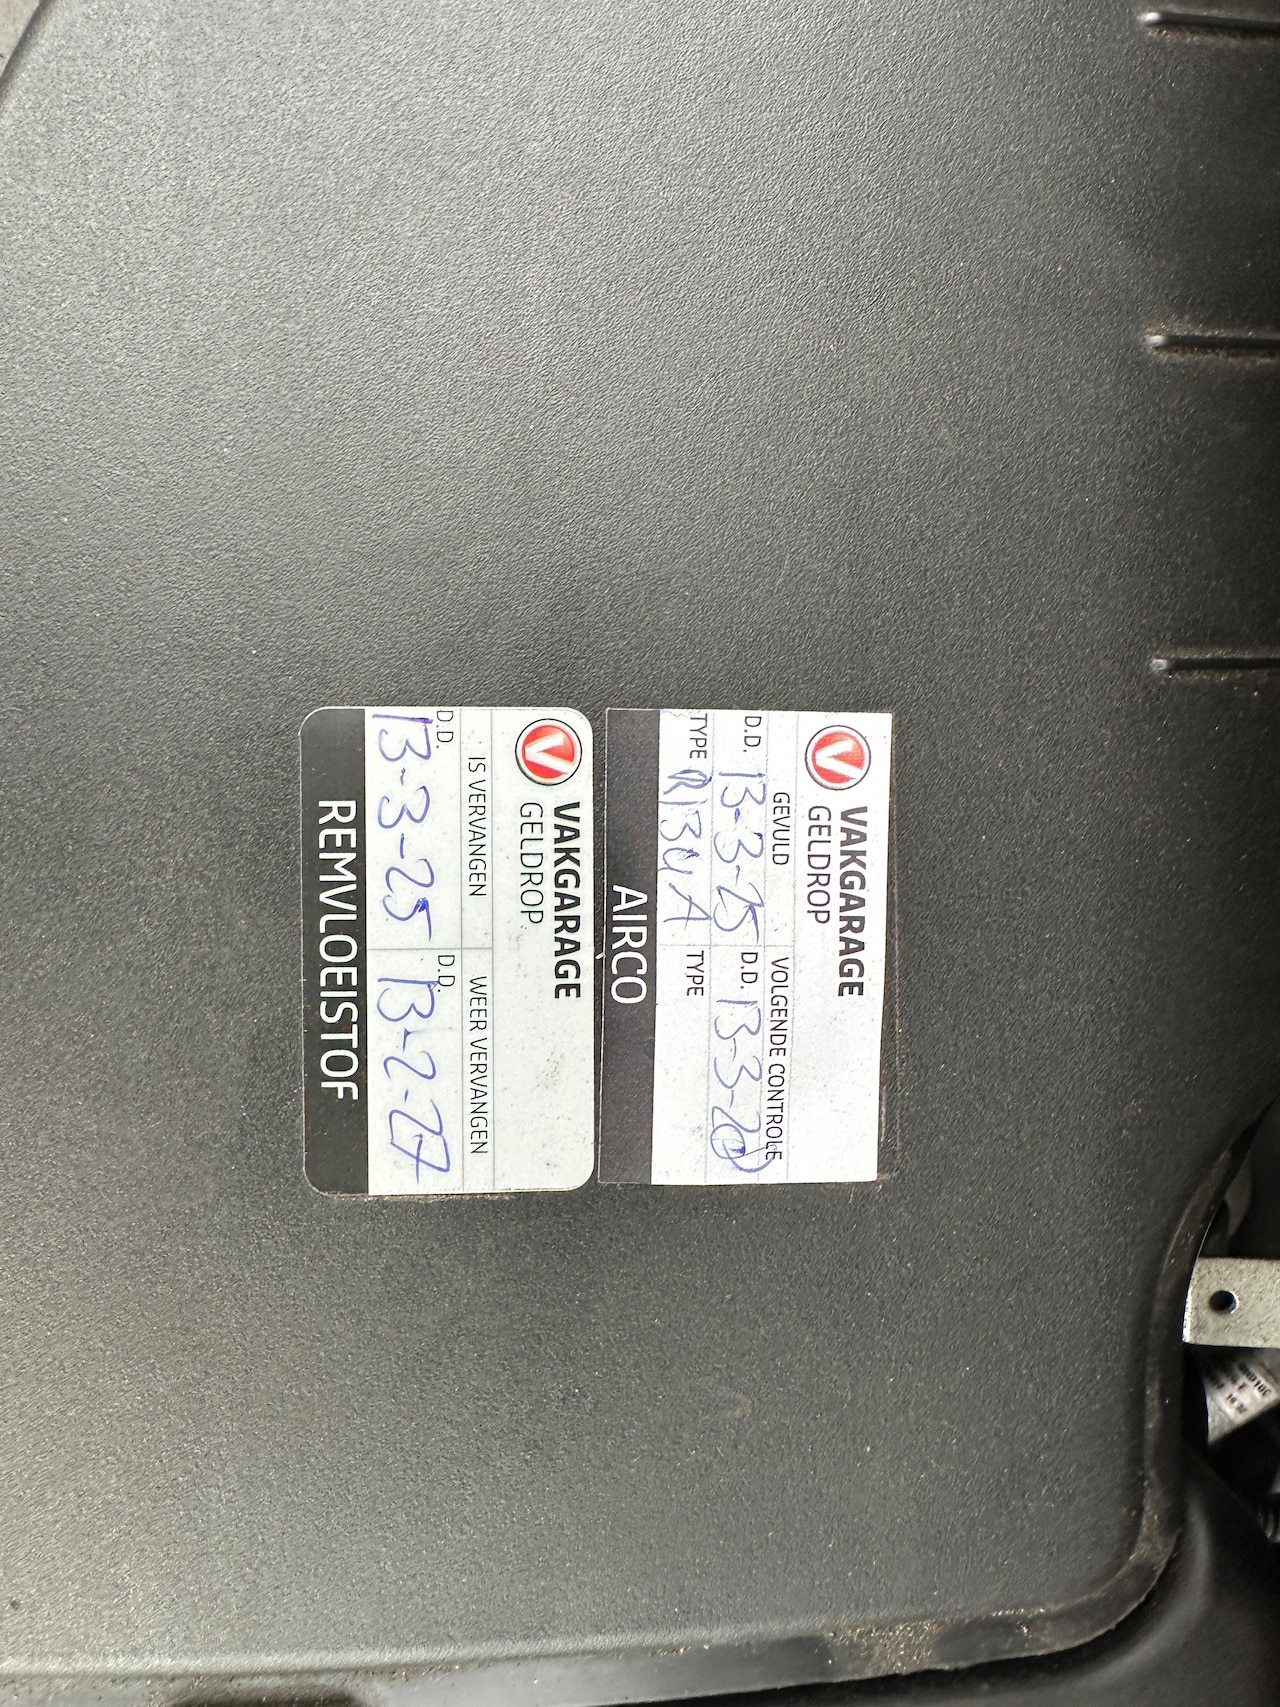 VAKGARAGE
GELDROP
GEVULD VOLGENDE CONTROLE
D.D. 13-3-25 D.D. 13-3-
TYPE R134A TYPE
AIRCO
VAKGARAGE
GELDROP
IS VERVANGEN WEER VERVANGEN
D.D. 13-3-25 D.D. 13-2-27
REMVLOEISTOF